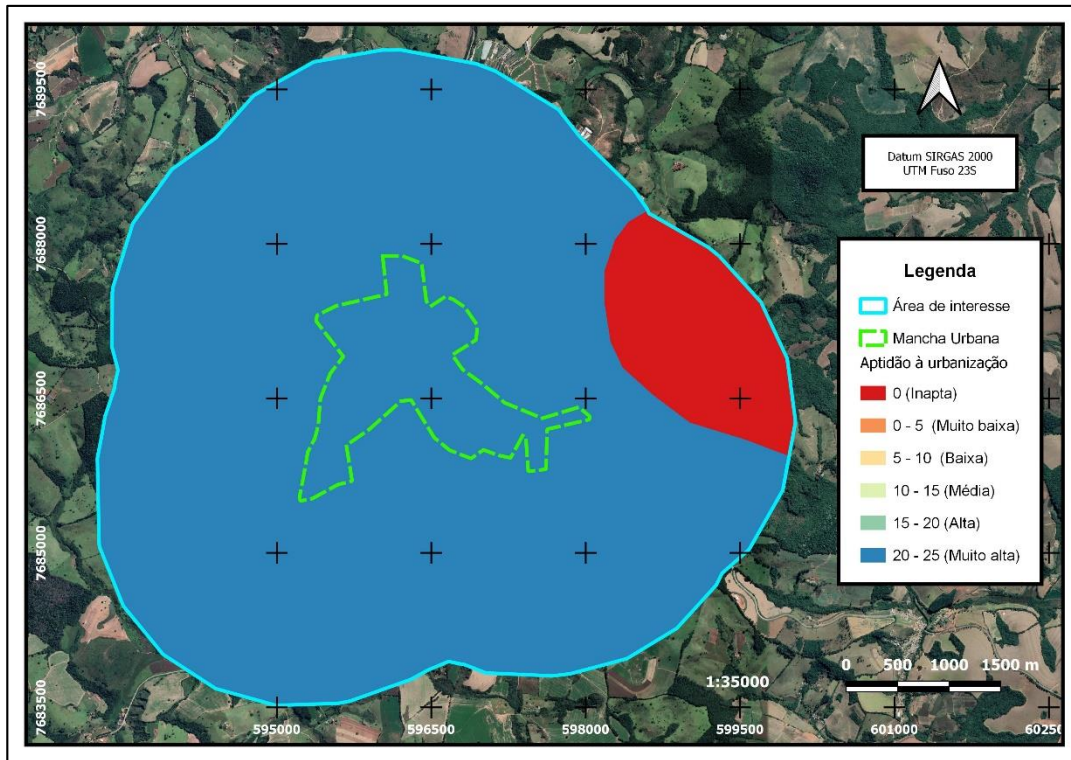 Datum SIRGAS 2000
UTM Fuso 23S
Legenda
Área de interesse
Mancha Urbana
Aptidão à urbanização
0 (Inapta)
0 - 5 (Muito baixa)
5 - 10 (Baixa)
10 - 15 (Média)
15 - 20 (Alta)
20 - 25 (Muito alta)
0 500 1000 1500 m
1:35000
7689500
7688000
7686500
7685000
7683500
595000 596500 598000 599500 601000 60250